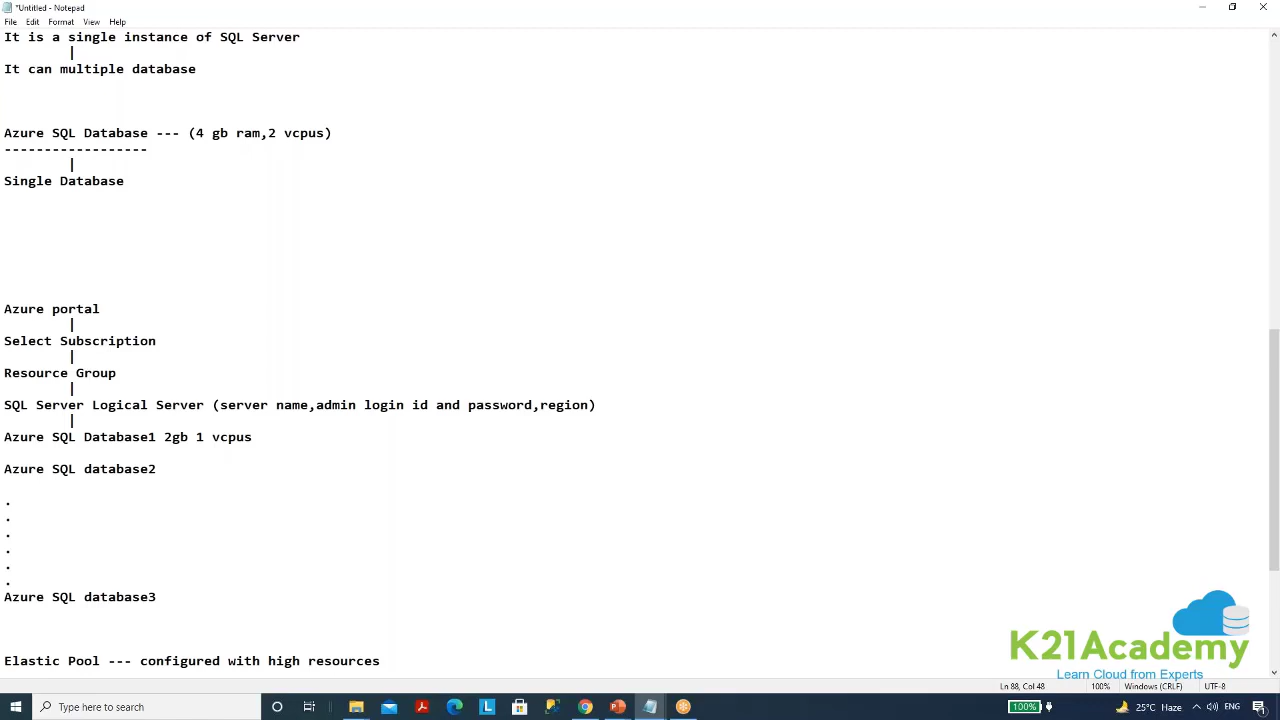 *Untitled - Notepad
File Edit Format View Help
It is a single instance of SQL Server
|
It can multiple database
Azure SQL Database --- (4 gb ram,2 vcpus)
------------------
|
Single Database
Azure portal
|
Select Subscription
|
Resource Group
|
SQL Server Logical Server (server name,admin login id and password,region)
|
Azure SQL Database1 2gb 1 vcpus
Azure SQL database2
.
.
.
.
.
.
Azure SQL database3
Elastic Pool --- configured with high resources
K21Academy
Learn Cloud from Experts
Ln 88, Col 48 100% Windows (CRLF) UTF-8
Type here to search
L
100%
25°C Haze